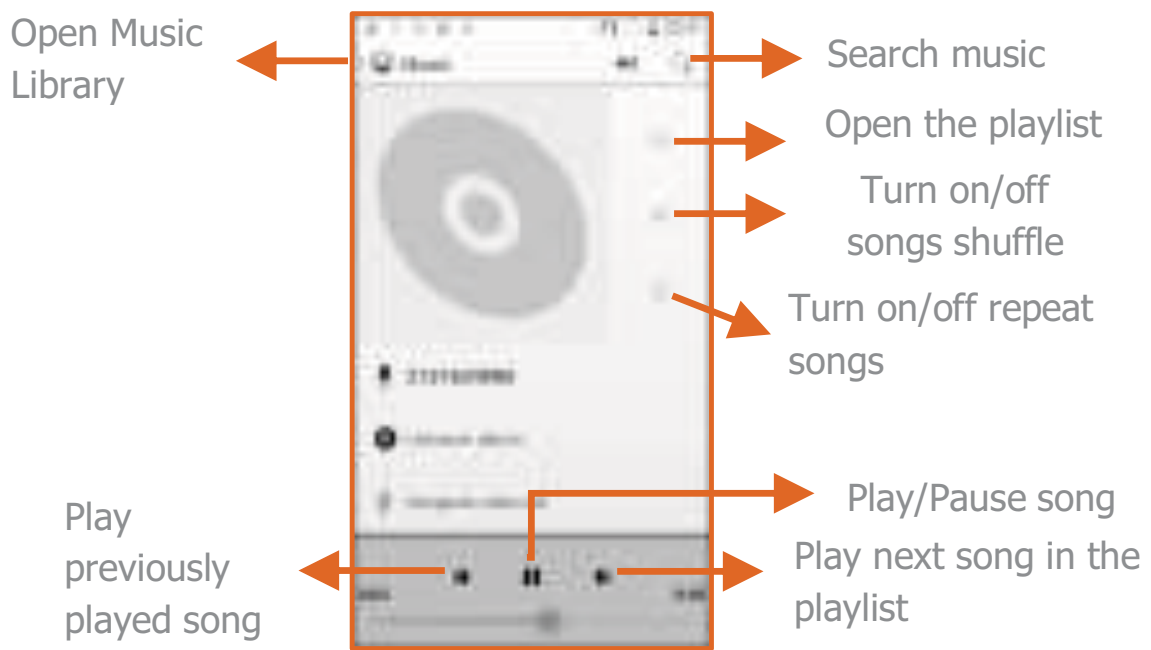 Open Music
Library
Search music
Open the playlist
Turn on/off
songs shuffle
Turn on/off repeat
songs
Play/Pause song
Play
previously
played song
Play next song in the
playlist